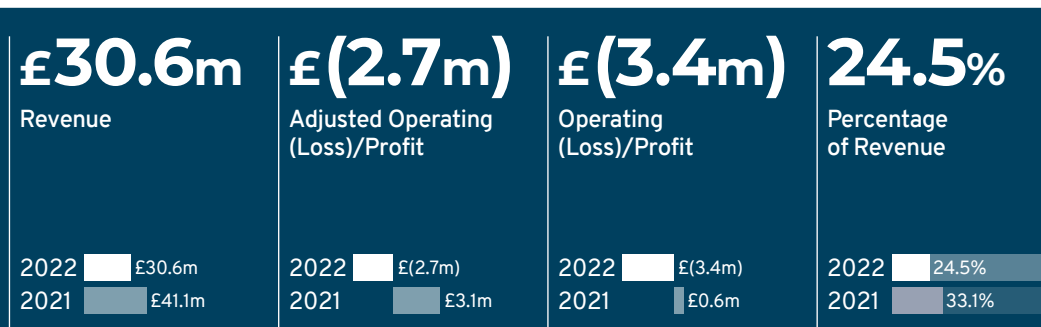 £30.6m
Revenue
2022 £30.6m
2021 £41.1m
£(2.7m)
Adjusted Operating
(Loss)/Profit
2022 £(2.7m)
2021 £3.1m
£(3.4m)
Operating
(Loss)/Profit
2022 £(3.4m)
2021 £0.6m
24.5%
Percentage
of Revenue
2022 24.5%
2021 33.1%